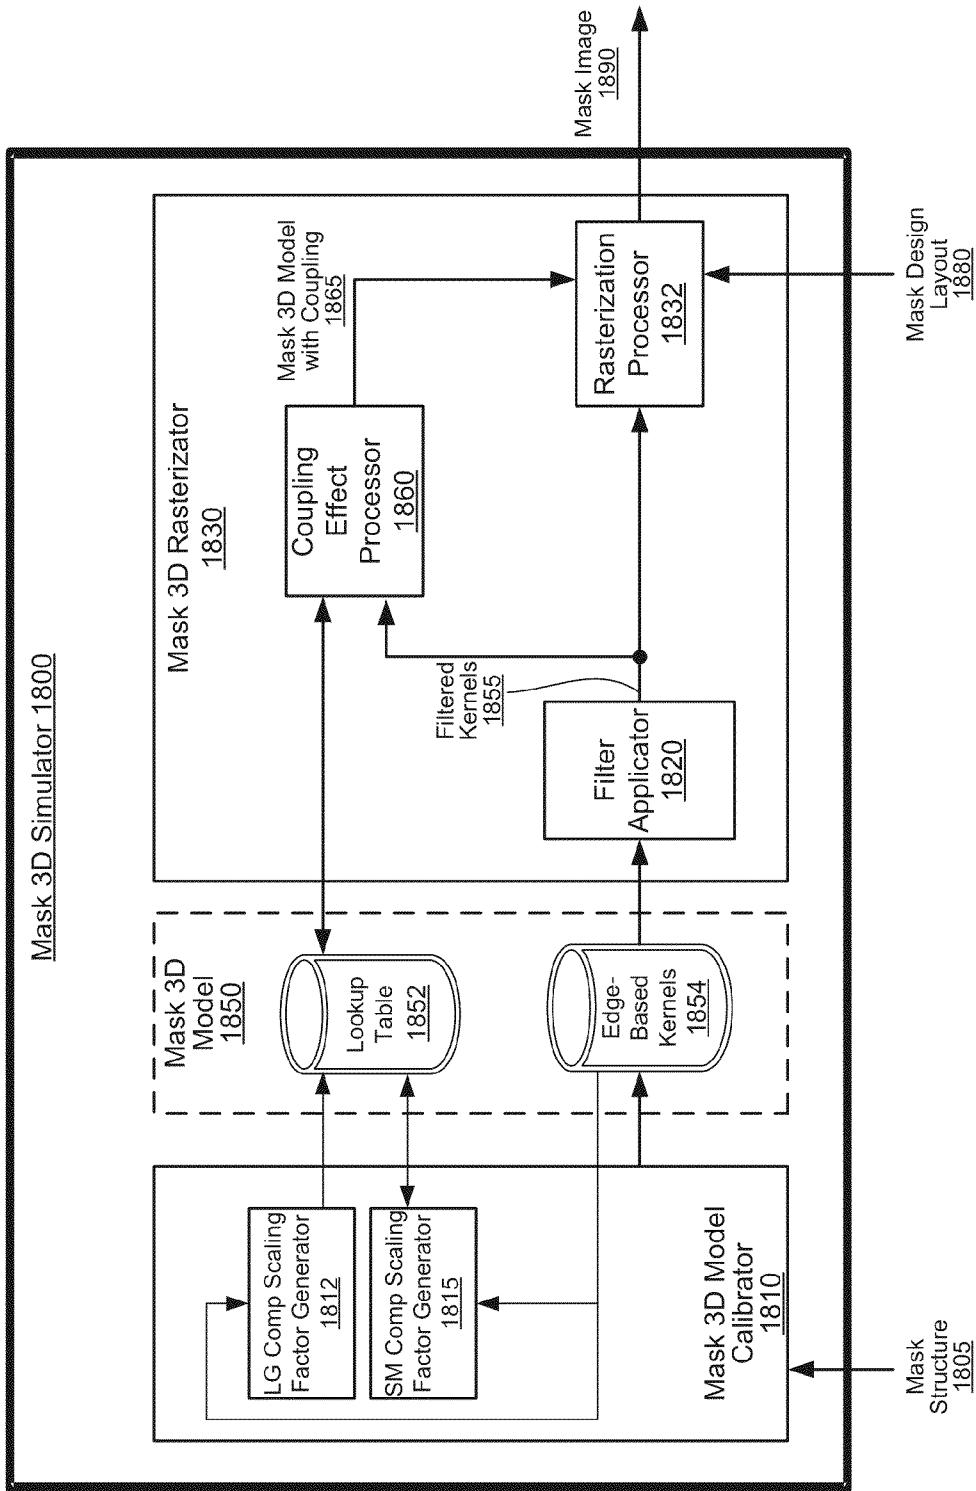 Mask 3D Simulator 1800
Mask 3D Model
Calibrator
1810
LG Comp Scaling
Factor Generator
1812
SM Comp Scaling
Factor Generator
1815
Mask
Structure
1805
Mask 3D
Model
1850
Lookup
Table
1852
Edge-
Based
Kernels
1854
Mask 3D Rasterizator
1830
Filter
Applicator
1820
Filtered
Kernels
1855
Coupling
Effect
Processor
1860
Mask 3D Model
with Coupling
1865
Rasterization
Processor
1832
Mask Design
Layout
1880
Mask Image
1890